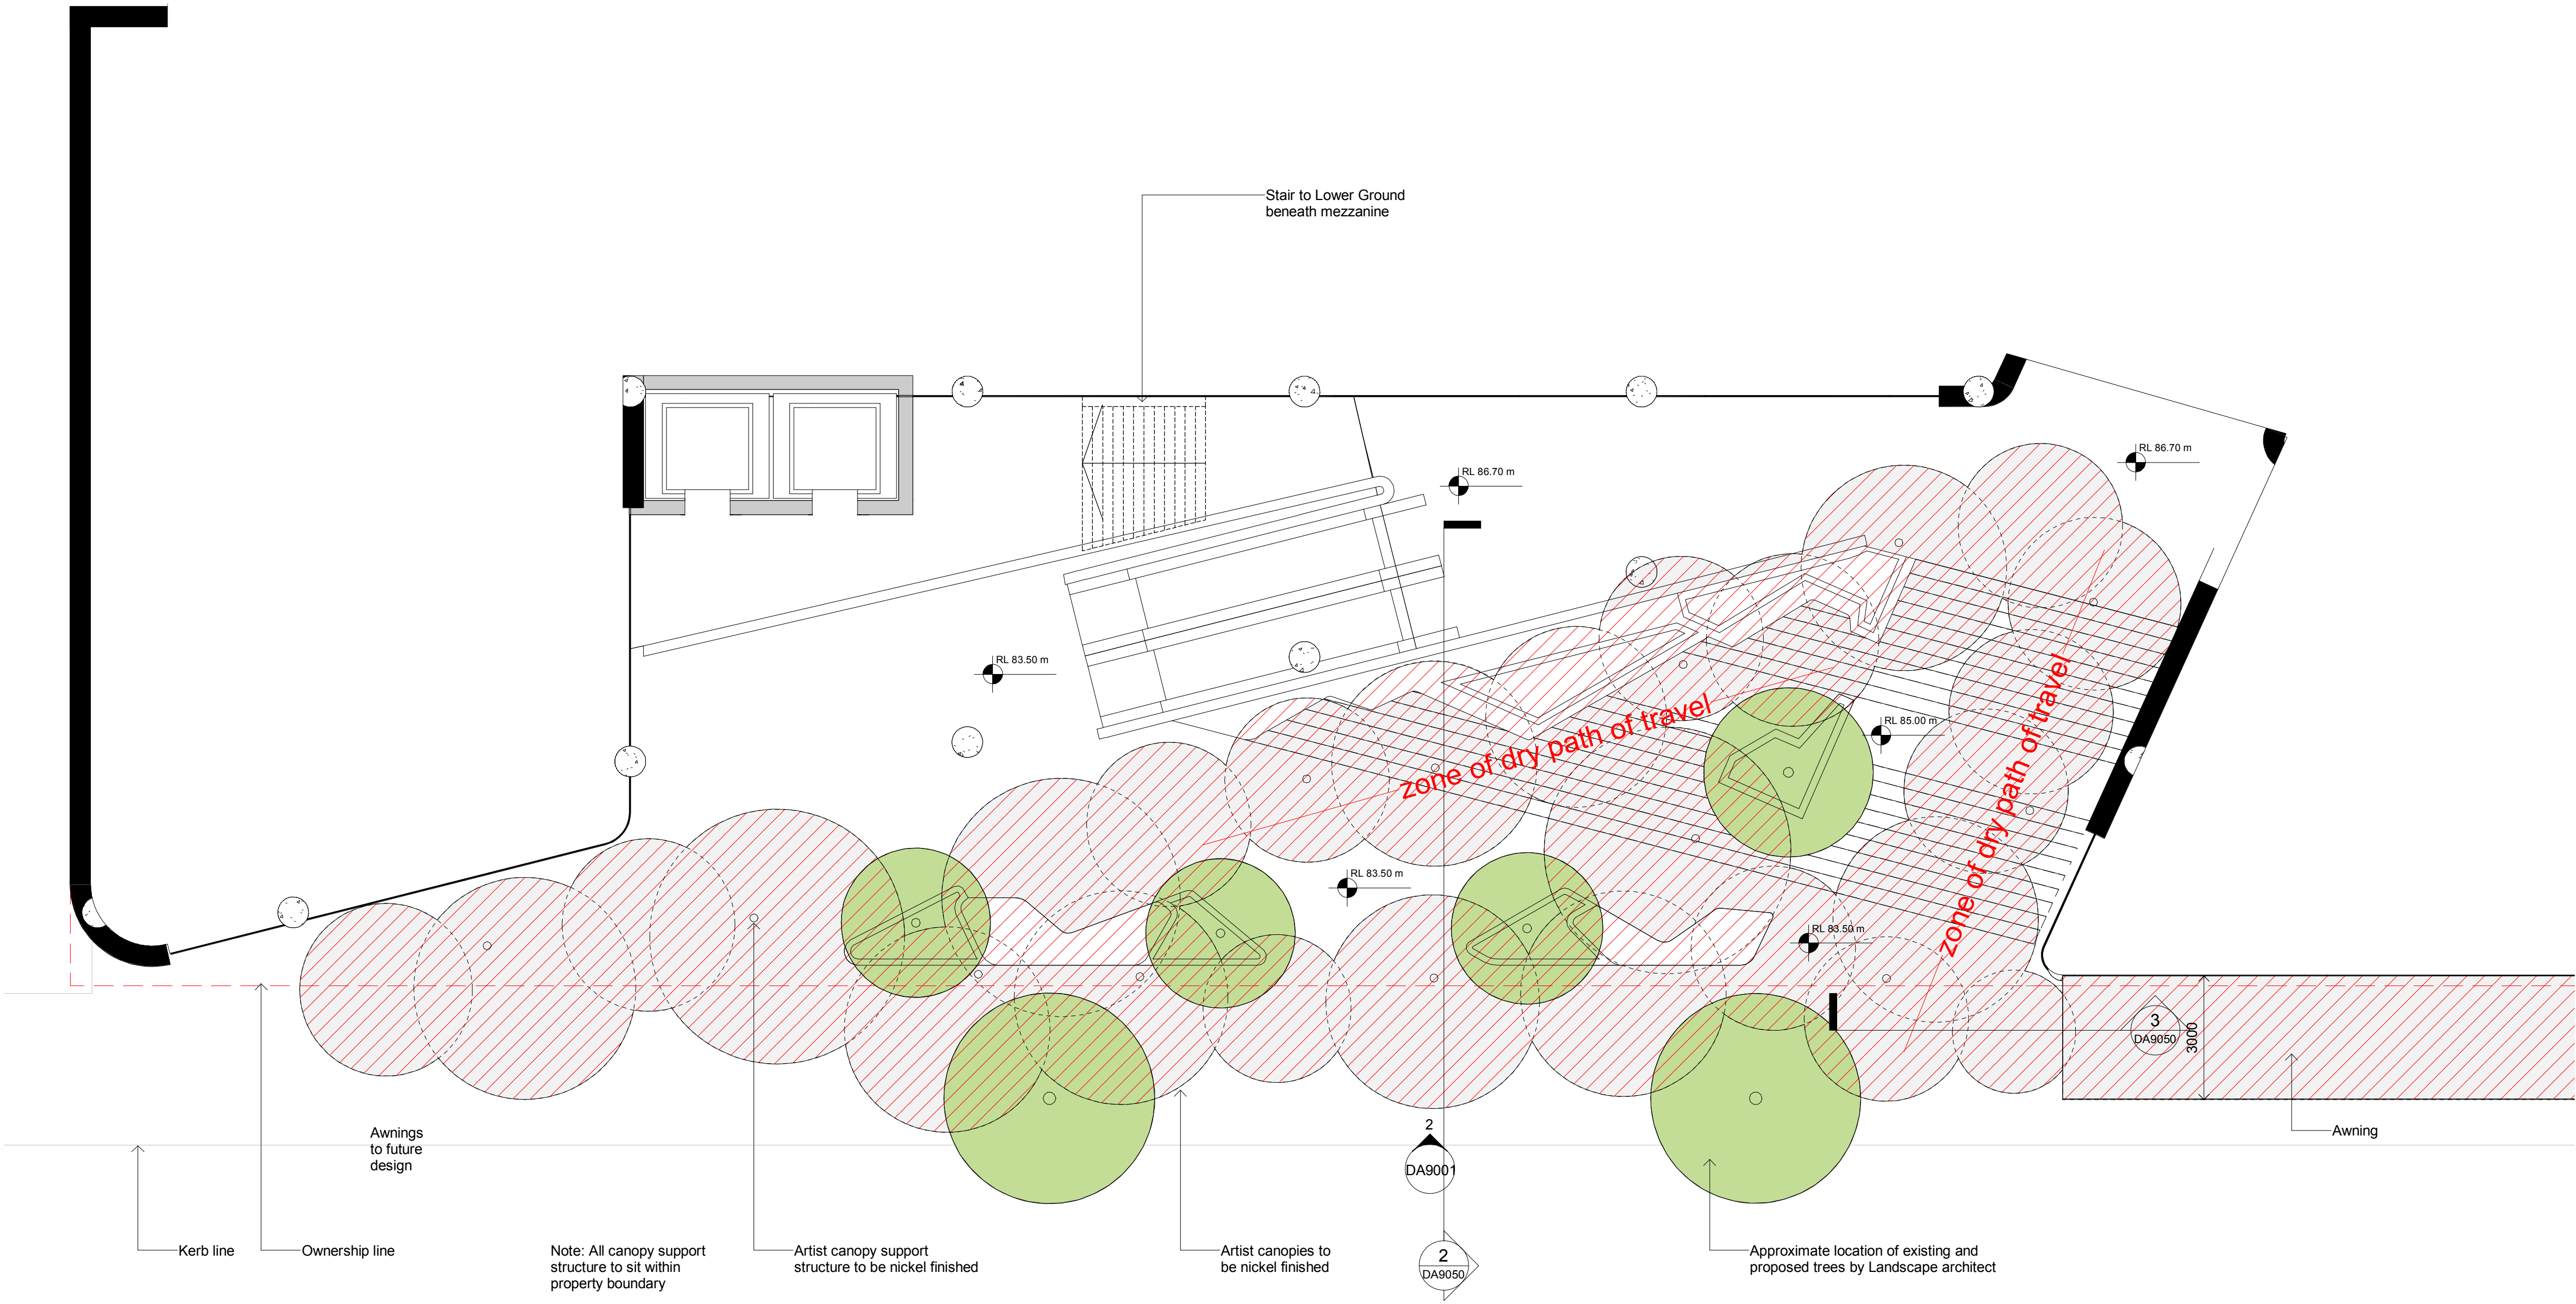 Stair to Lower Ground
beneath mezzanine
RL 86.70 m
RL 86.70 m
RL 83.50 m
RL 85.00 m
zone of dry path of travel
zone of dry path of travel
RL 83.50 m
RL 83.50 m
3
DA9050
3000
Awnings
to future
design
2
DA9001
Awning
Kerb line
Ownership line
Note: All canopy support
structure to sit within
property boundary
Artist canopy support
structure to be nickel finished
Artist canopies to
be nickel finished
2
DA9050
Approximate location of existing and
proposed trees by Landscape architect